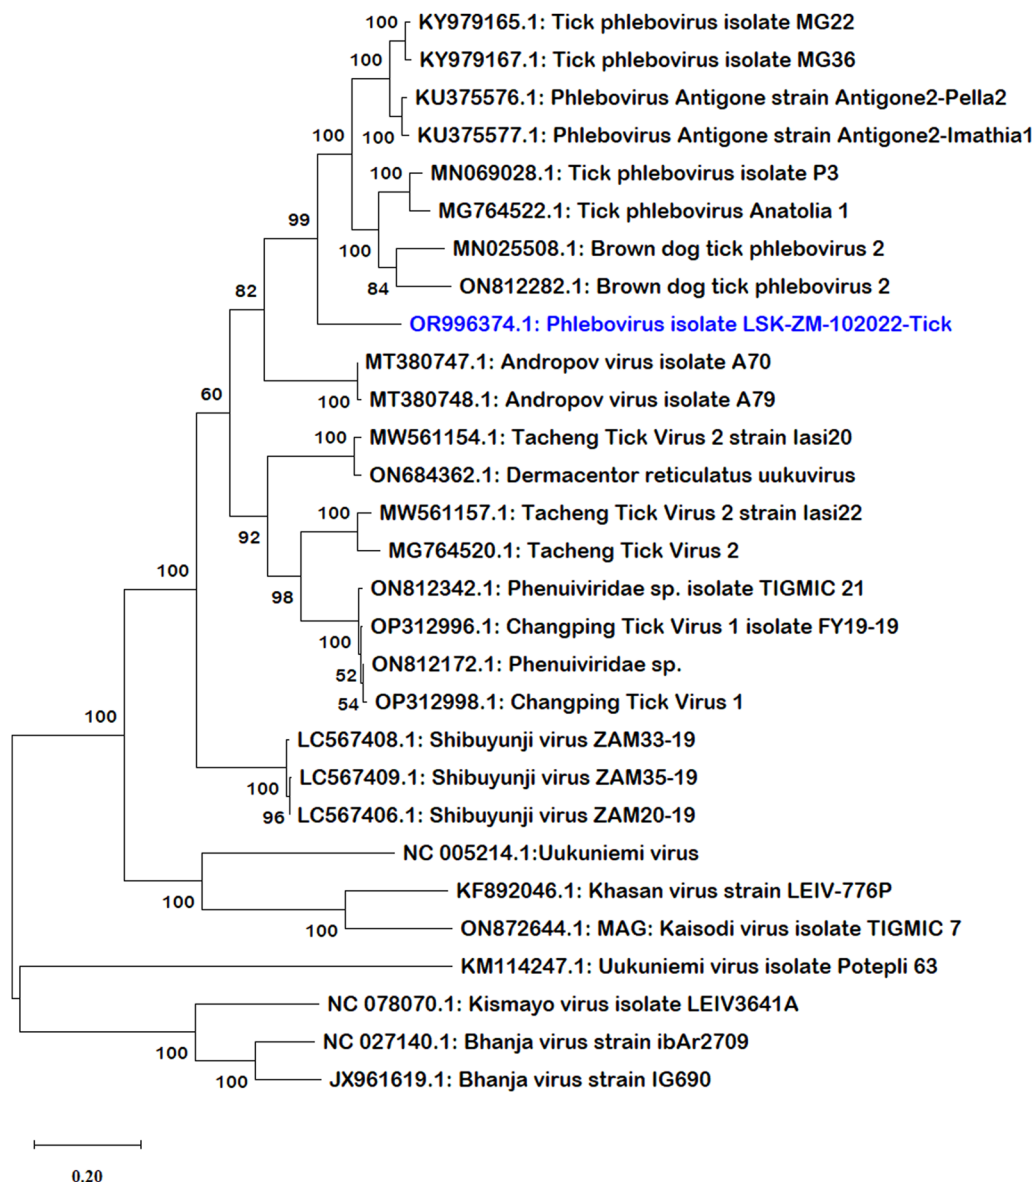 100 KY979165.1: Tick phlebovirus isolate MG22
100
KY979167.1: Tick phlebovirus isolate MG36
KU375576.1: Phlebovirus Antigone strain Antigone2-Pella2
100
100 KU375577.1: Phlebovirus Antigone strain Antigone2-Imathia1
100 MN069028.1: Tick phlebovirus isolate P3
99
MG764522.1: Tick phlebovirus Anatolia 1
100
MN025508.1: Brown dog tick phlebovirus 2
82
84
ON812282.1: Brown dog tick phlebovirus 2
OR996374.1: Phlebovirus isolate LSK-ZM-102022-Tick
MT380747.1: Andropov virus isolate A70
60
100 MT380748.1: Andropov virus isolate A79
100 MW561154.1: Tacheng Tick Virus 2 strain Iasi20
ON684362.1: Dermacentor reticulatus uukuvirus
100 MW561157.1: Tacheng Tick Virus 2 strain Iasi22
92
MG764520.1: Tacheng Tick Virus 2
100
98
ON812342.1: Phenuiviridae sp. isolate TIGMIC 21
OP312996.1: Changping Tick Virus 1 isolate FY19-19
100
ON812172.1: Phenuiviridae sp.
52
54 OP312998.1: Changping Tick Virus 1
100
LC567408.1: Shibuyunji virus ZAM33-19
LC567409.1: Shibuyunji virus ZAM35-19
100
96 LC567406.1: Shibuyunji virus ZAM20-19
NC 005214.1:Uukuniemi virus
KF892046.1: Khasan virus strain LEIV-776P
100
100
ON872644.1: MAG: Kaisodi virus isolate TIGMIC 7
KM114247.1: Uukuniemi virus isolate Potepli 63
NC 078070.1: Kismayo virus isolate LEIV3641A
NC 027140.1: Bhanja virus strain ibAr2709
100
100
JX961619.1: Bhanja virus strain IG690
0.20